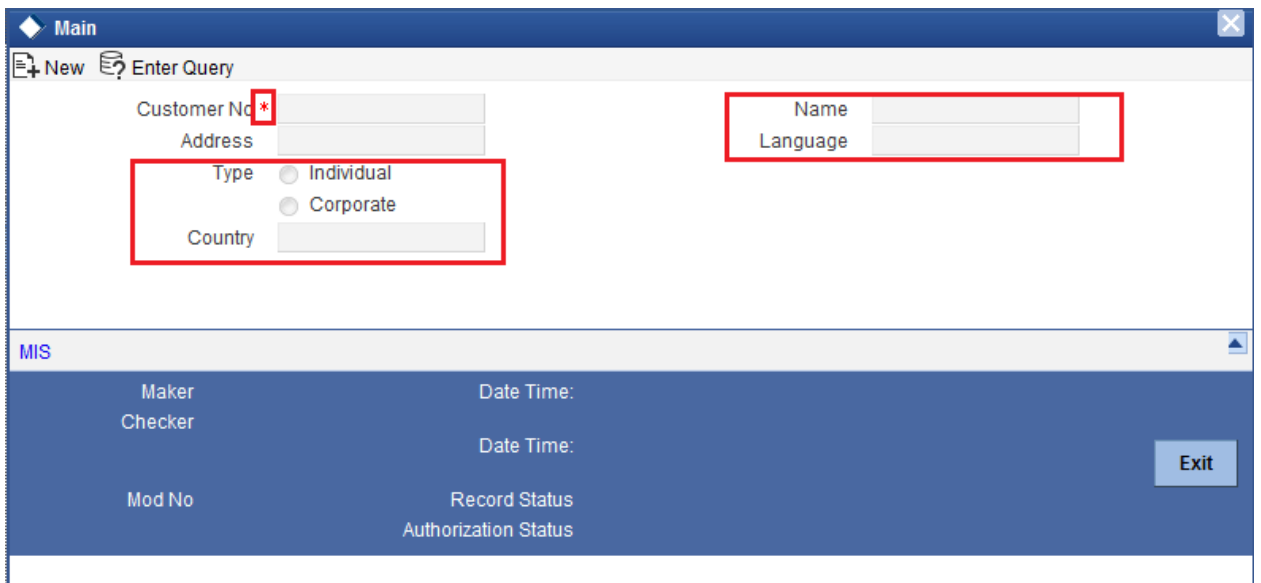 Main
New Enter Query
Customer No * Name
Address Language
Type Individual
Corporate
Country
MIS
Maker Date Time:
Checker
Date Time:
Exit
Mod No Record Status
Authorization Status